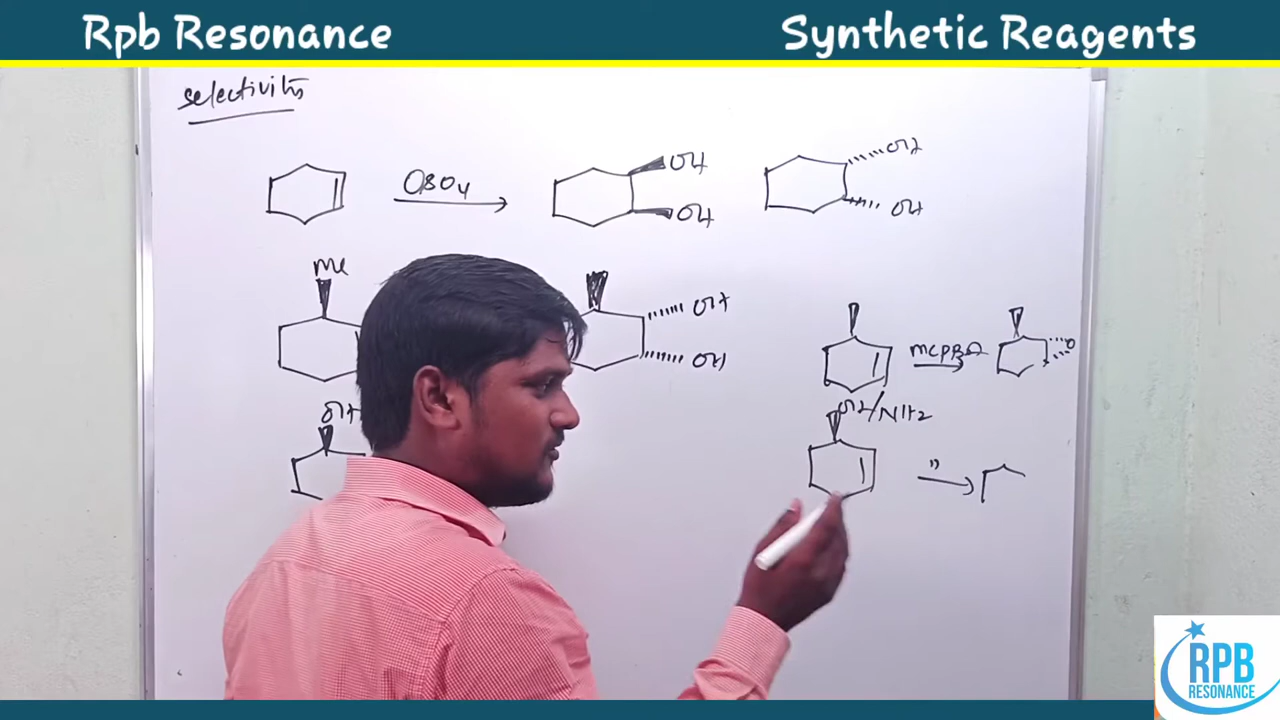 Rpb Resonance
Synthetic Reagents
selectivity
OsO4
OH
OH
OH
OH
Me
OH
OH
OH
mCPBA
O
OH/NH2
"
RPB
RESONANCE